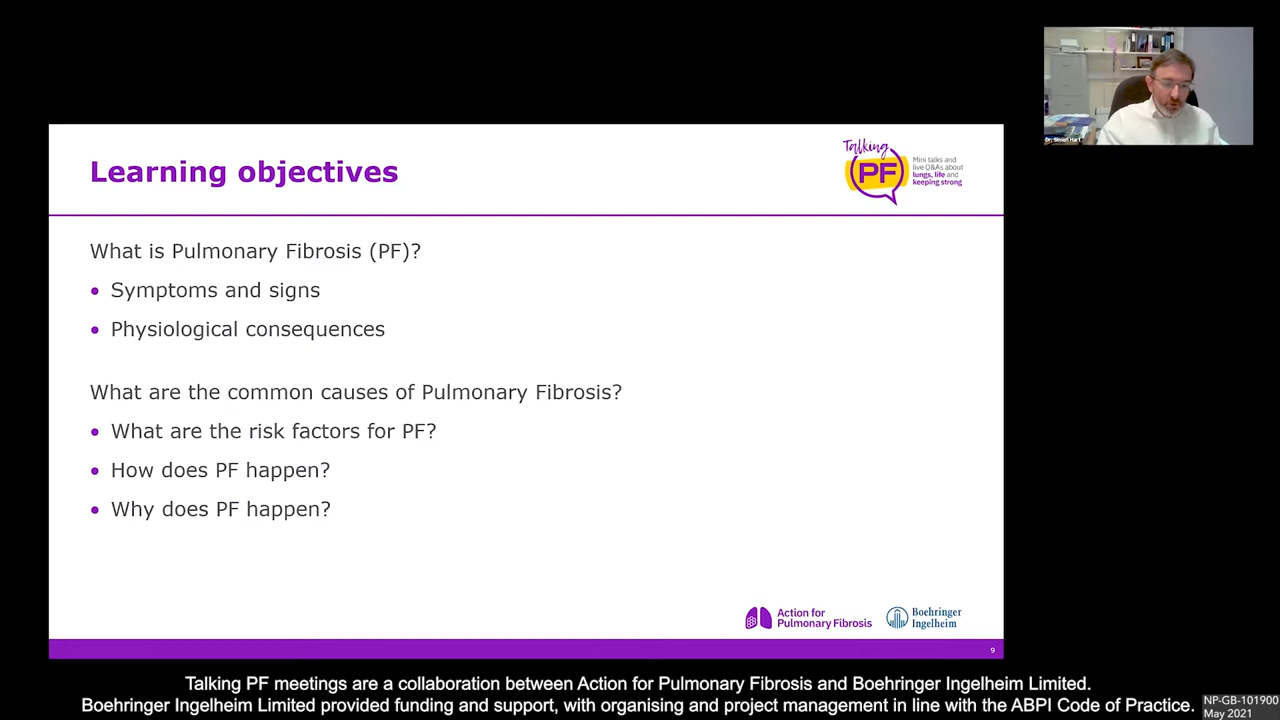 Dr. Simon Hart
Learning objectives
Talking
PF
Mini talks and
live Q&As about
lungs, life and
keeping strong
What is Pulmonary Fibrosis (PF)?
• Symptoms and signs
• Physiological consequences
What are the common causes of Pulmonary Fibrosis?
• What are the risk factors for PF?
• How does PF happen?
• Why does PF happen?
Action for
Pulmonary Fibrosis
Boehringer
Ingelheim
9
Talking PF meetings are a collaboration between Action for Pulmonary Fibrosis and Boehringer Ingelheim Limited.
Boehringer Ingelheim Limited provided funding and support, with organising and project management in line with the ABPI Code of Practice.
NP-GB-101900
May 2021